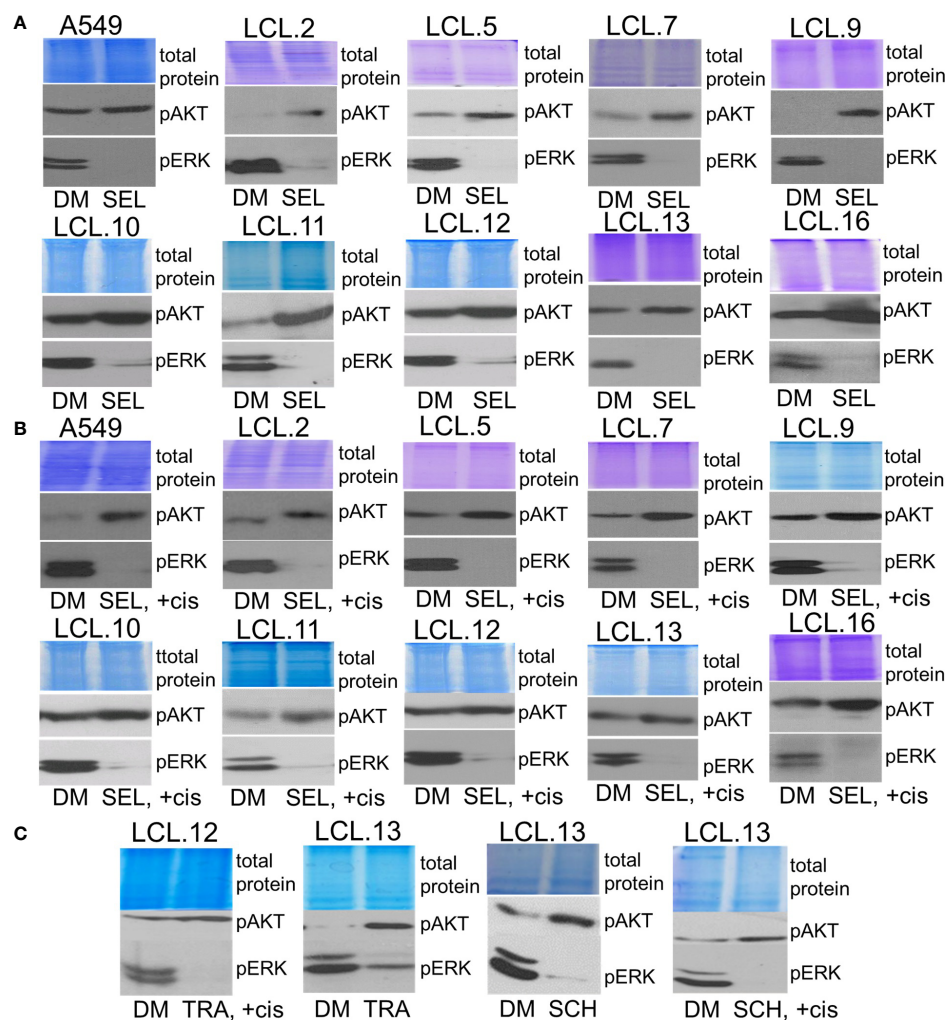 A
A549 LCL.2 LCL.5 LCL.7 LCL.9
total total total total total
protein protein protein protein protein
pAKT pAKT pAKT pAKT pAKT
pERK pERK pERK pERK pERK
DM SEL DM SEL DM SEL DM SEL DM SEL
LCL.10 LCL.11 LCL.12 LCL.13 LCL.16
total total total total total
protein protein protein protein protein
pAKT pAKT pAKT pAKT pAKT
pERK pERK pERK pERK pERK
DM SEL DM SEL DM SEL DM SEL DM SEL
B
A549 LCL.2 LCL.5 LCL.7 LCL.9
total total total total total
protein protein protein protein protein
pAKT pAKT pAKT pAKT pAKT
pERK pERK pERK pERK pERK
DM SEL, +cis DM SEL, +cis DM SEL, +cis DM SEL, +cis DM SEL, +cis
LCL.10 LCL.11 LCL.12 LCL.13 LCL.16
ttotal total total total total
protein protein protein protein protein
pAKT pAKT pAKT pAKT pAKT
pERK pERK pERK pERK pERK
DM SEL, +cis DM SEL, +cis DM SEL, +cis DM SEL, +cis DM SEL, +cis
C
LCL.12 LCL.13 LCL.13 LCL.13
total total total total
protein protein protein protein
pAKT pAKT pAKT pAKT
pERK pERK pERK pERK
DM TRA, +cis DM TRA DM SCH DM SCH, +cis